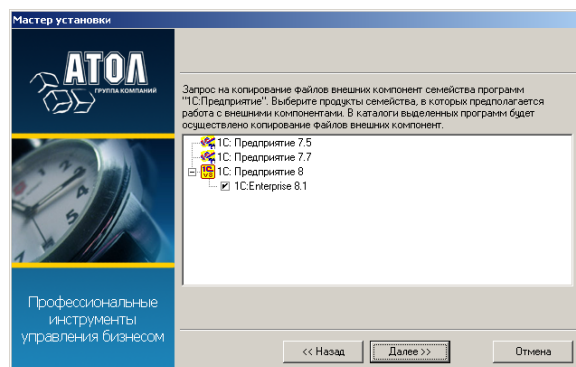 Мастер установки
АТОЛ
ГРУППА КОМПАНИЙ
Запрос на копирование файлов внешних компонент семейства программ
"1С:Предприятие". Выберите продукты семейства, в которых предполагается
работа с внешними компонентами. В каталоги выделенных программ будет
осуществлено копирование файлов внешних компонент.
1С: Предприятие 7.5
1С: Предприятие 7.7
1С: Предприятие 8
1C:Enterprise 8.1
Профессиональные
инструменты
управления бизнесом
<< Назад
Далее >>
Отмена